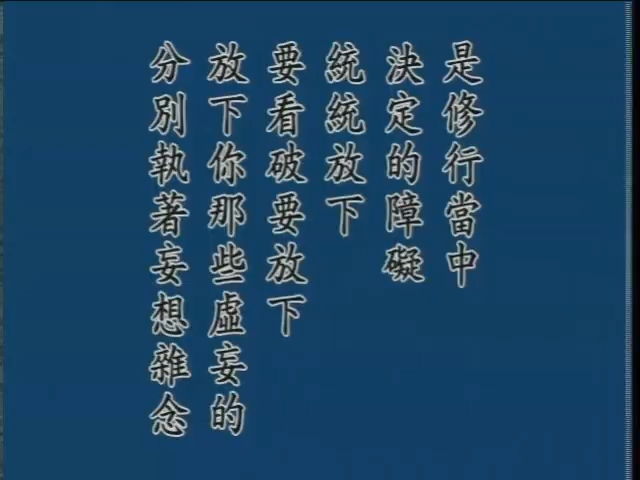 是修行當中
決定的障礙
統統放下
要看破要放下
放下你那些虛妄的
分別執著妄想雜念